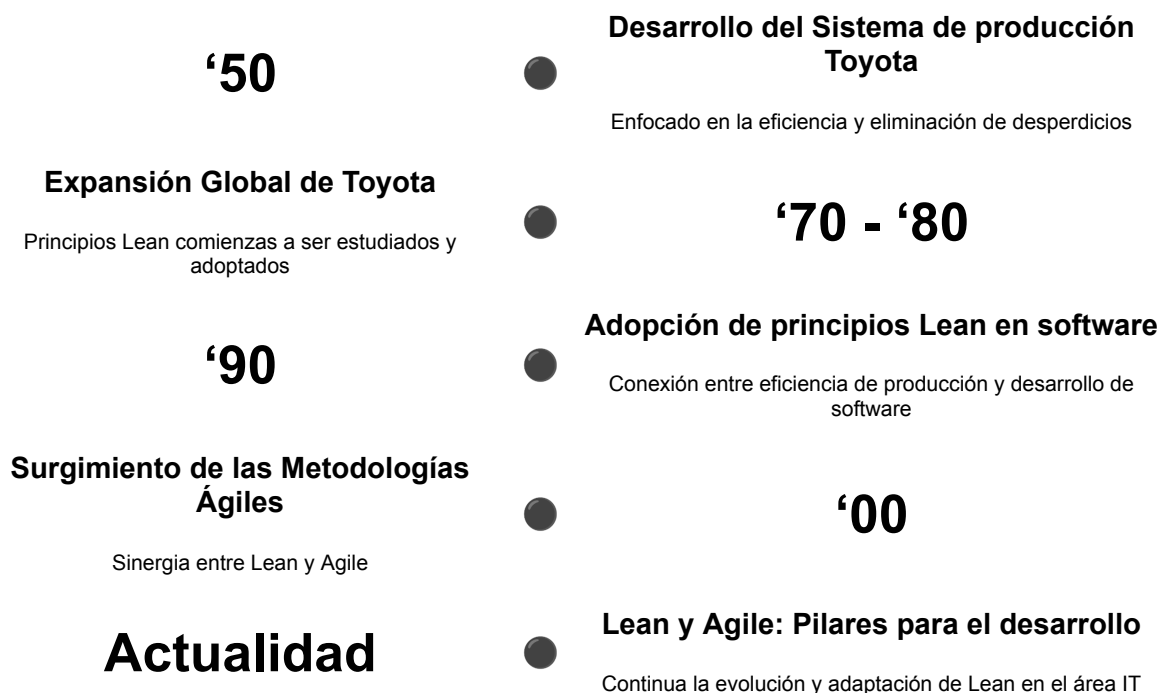 ‘50
Desarrollo del Sistema de producción
Toyota
Enfocado en la eficiencia y eliminación de desperdicios
Expansión Global de Toyota
Principios Lean comienzas a ser estudiados y
adoptados
‘70 - ‘80
‘90
Adopción de principios Lean en software
Conexión entre eficiencia de producción y desarrollo de
software
Surgimiento de las Metodologías
Ágiles
Sinergia entre Lean y Agile
‘00
Actualidad
Lean y Agile: Pilares para el desarrollo
Continua la evolución y adaptación de Lean en el área IT